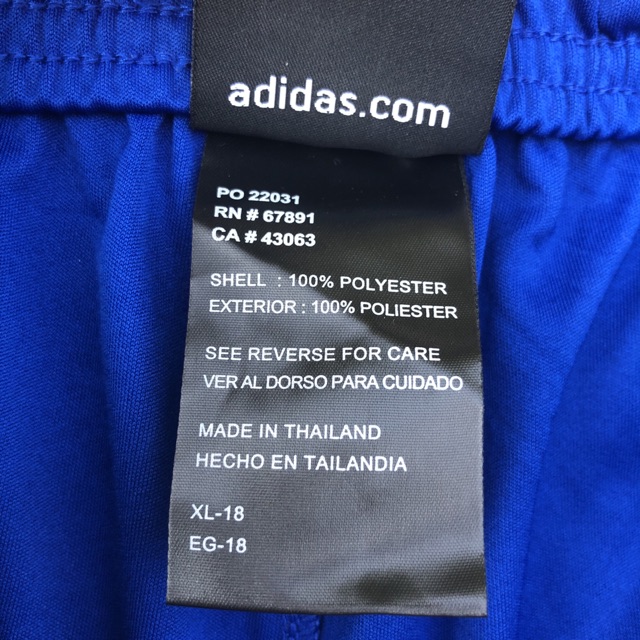 adidas.com
PO 22031
RN # 67891
CA # 43063
SHELL : 100% POLYESTER
EXTERIOR : 100% POLIESTER
SEE REVERSE FOR CARE
VER AL DORSO PARA CUIDADO
MADE IN THAILAND
HECHO EN TAILANDIA
XL-18
EG-18